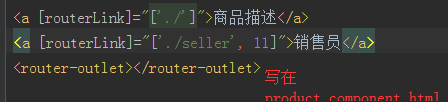 <a [routerLink]="['./']">商品描述</a>
<a [routerLink]="['./seller', 11]">销售员</a>
<router-outlet></router-outlet>
写在
product.component.html